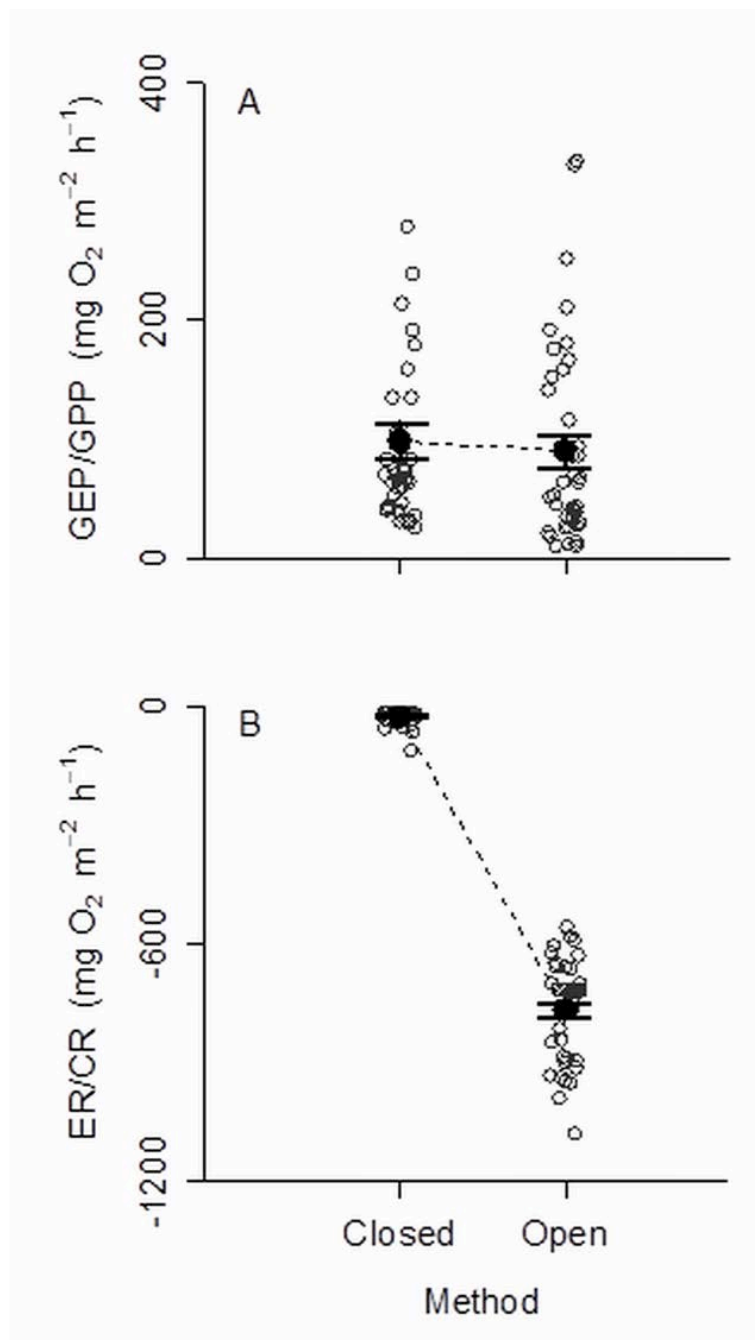 GEP/GPP (mg O₂ m⁻² h⁻¹)
400
200
0
A
ER/CR (mg O₂ m⁻² h⁻¹)
0
-600
-1200
B
Closed Open
Method